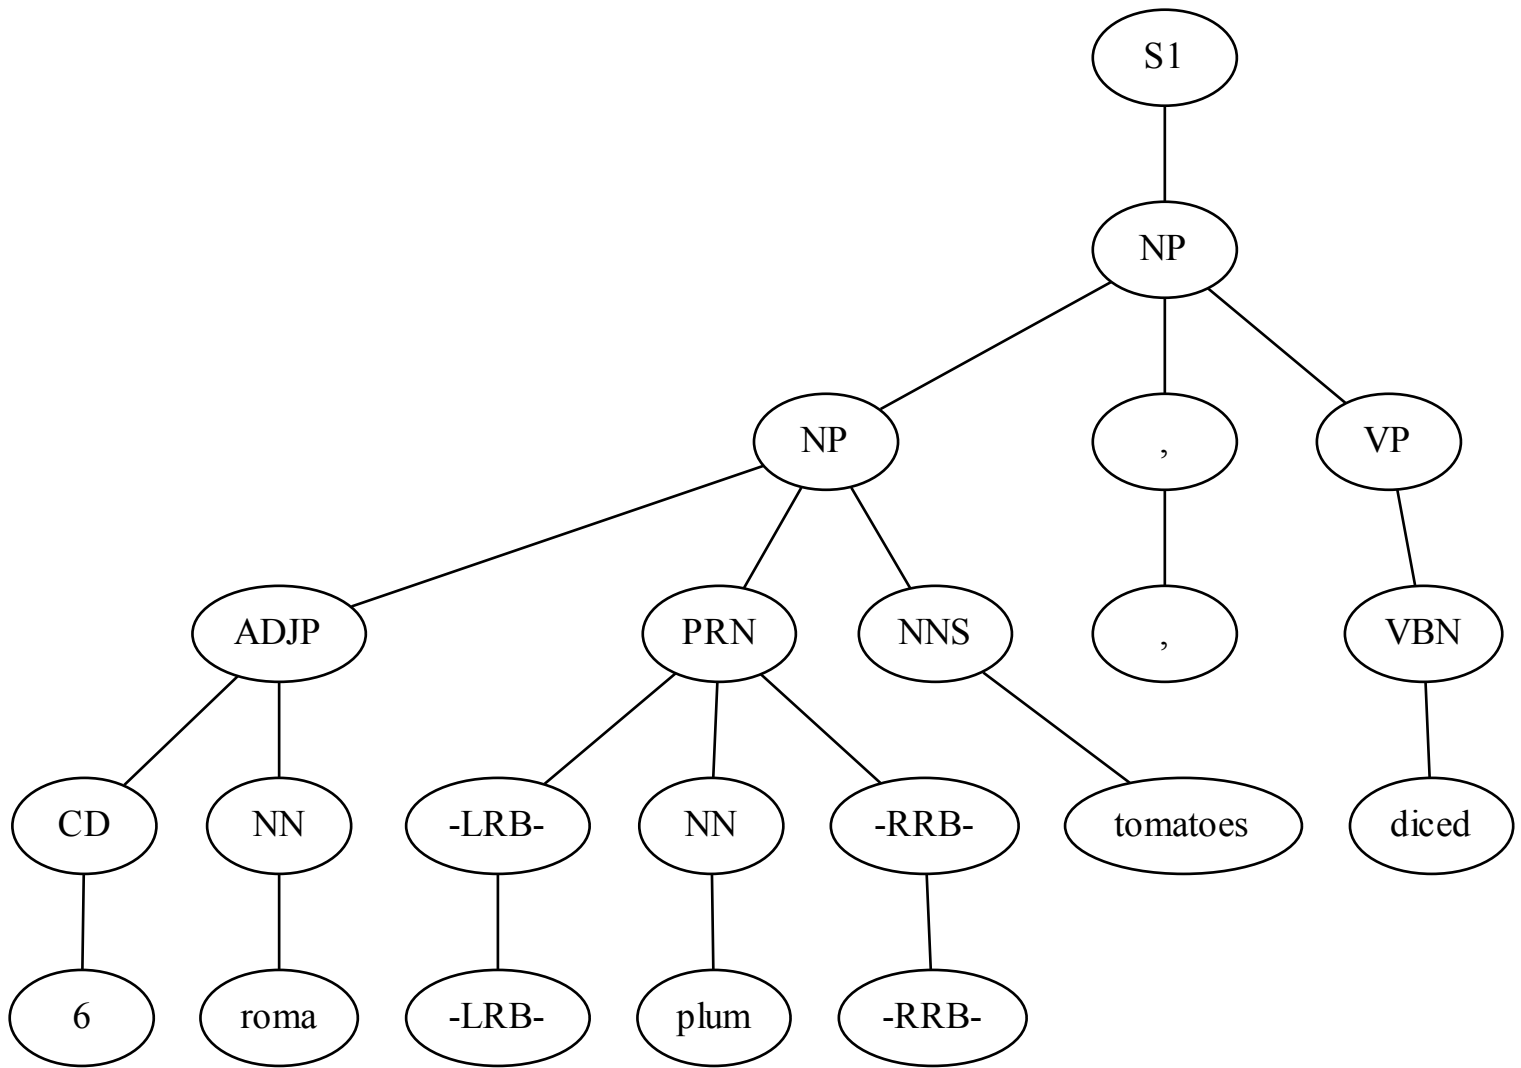 S1
NP
NP , VP
ADJP PRN NNS , VBN
CD NN -LRB- NN -RRB- tomatoes diced
6 roma -LRB- plum -RRB-